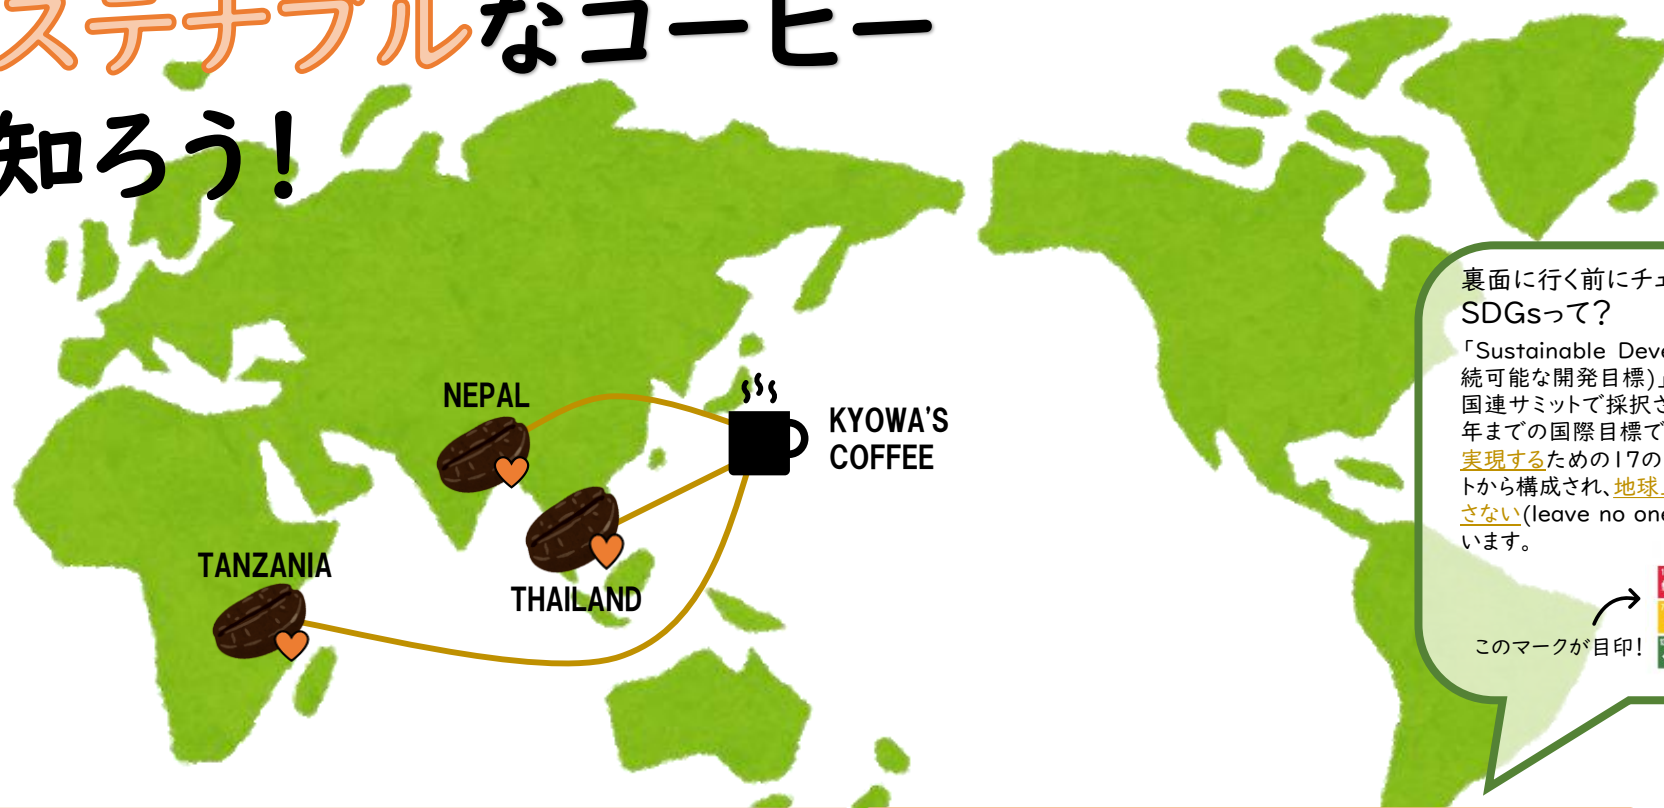 ステナブルなコーヒー
知ろう!
NEPAL
KYOWA'S
COFFEE
TANZANIA
THAILAND
裏面に行く前にチェ
SDGsって?
「Sustainable Deve
続可能な開発目標)」
国連サミットで採択さ
年までの国際目標で
実現するための17の
トから構成され、地球
さない(leave no one
います。
このマークが目印!